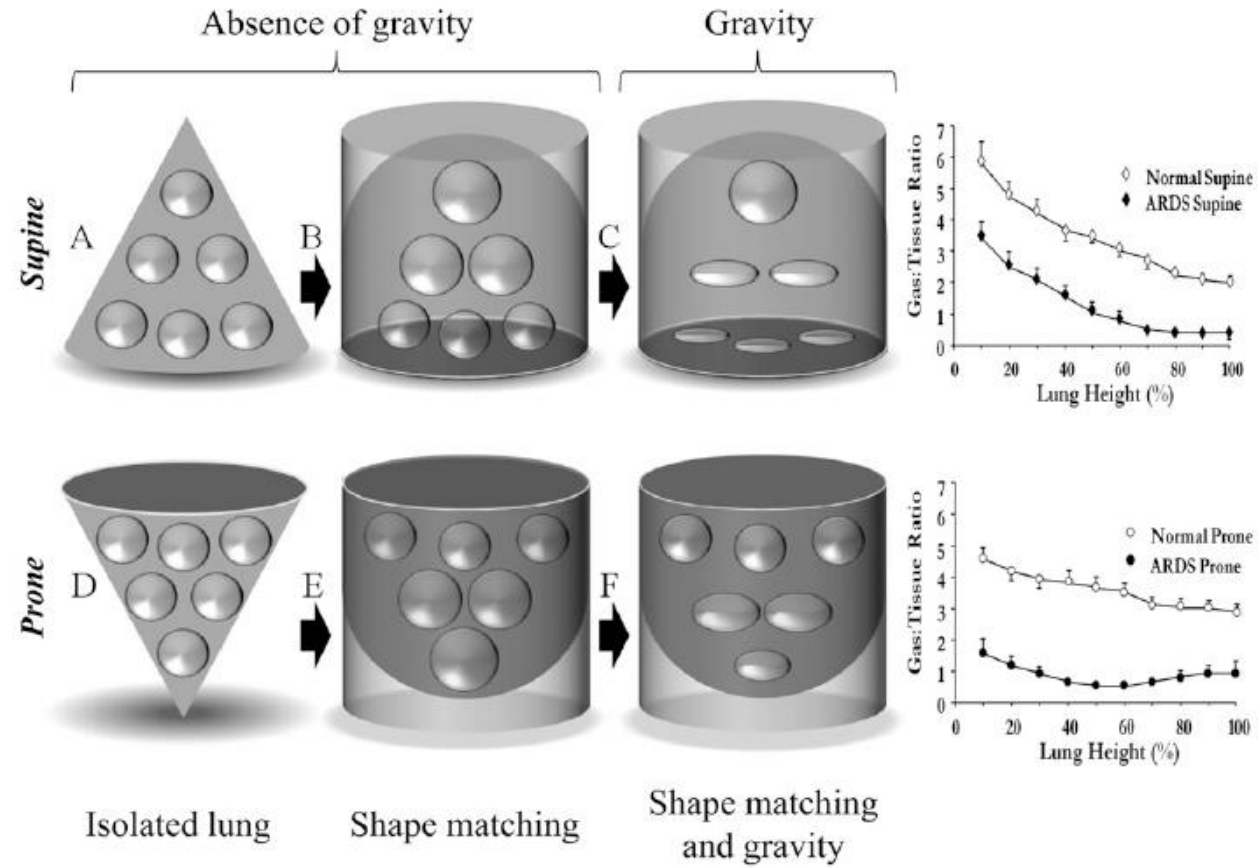 Absence of gravity
Gravity
Supine
A
B
C
Gas:Tissue Ratio
7
6
5
4
3
2
1
0
Normal Supine
ARDS Supine
0 20 40 60 80 100
Lung Height (%)
Prone
D
E
F
Gas:Tissue Ratio
7
6
5
4
3
2
1
0
Normal Prone
ARDS Prone
0 20 40 60 80 100
Lung Height (%)
Isolated lung
Shape matching
Shape matching
and gravity